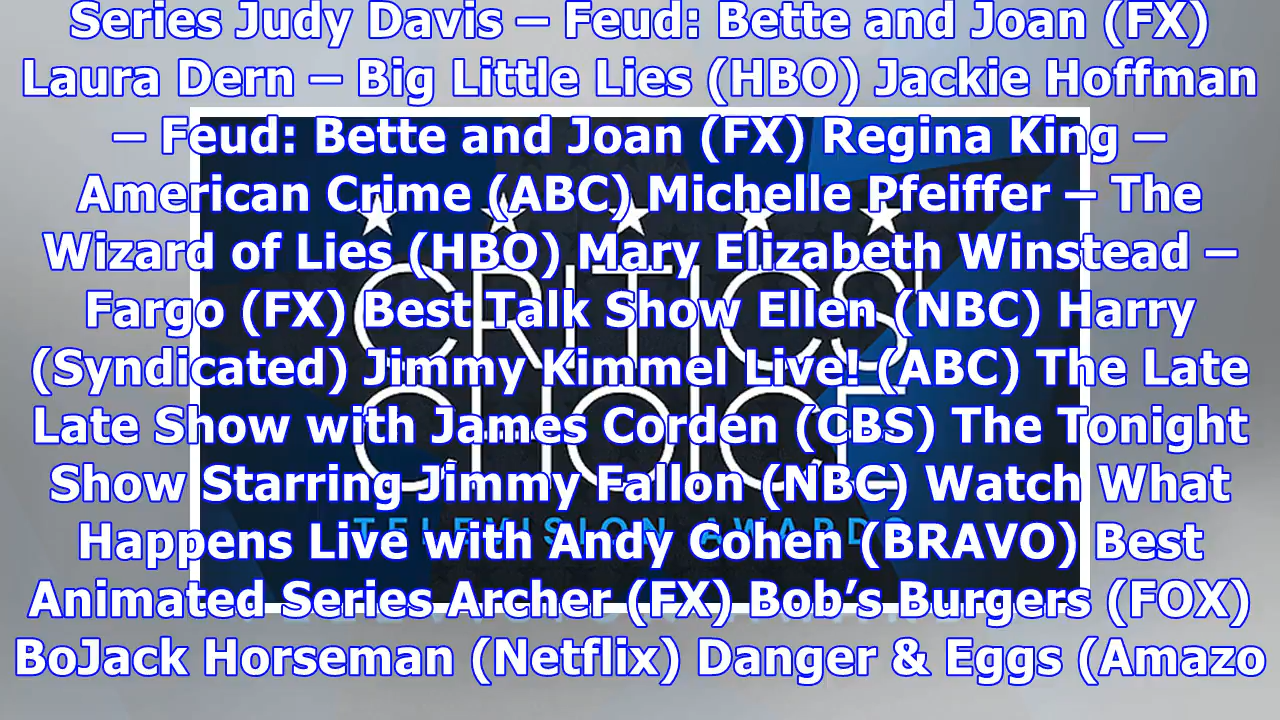 Series Judy Davis – Feud: Bette and Joan (FX)
Laura Dern – Big Little Lies (HBO) Jackie Hoffman
– Feud: Bette and Joan (FX) Regina King –
American Crime (ABC) Michelle Pfeiffer – The
Wizard of Lies (HBO) Mary Elizabeth Winstead –
Fargo (FX) Best Talk Show Ellen (NBC) Harry
(Syndicated) Jimmy Kimmel Live! (ABC) The Late
Late Show with James Corden (CBS) The Tonight
Show Starring Jimmy Fallon (NBC) Watch What
Happens Live with Andy Cohen (BRAVO) Best
Animated Series Archer (FX) Bob’s Burgers (FOX)
BoJack Horseman (Netflix) Danger & Eggs (Amazo
CRITICS'
CHOICE
TELEVISION AWARDS